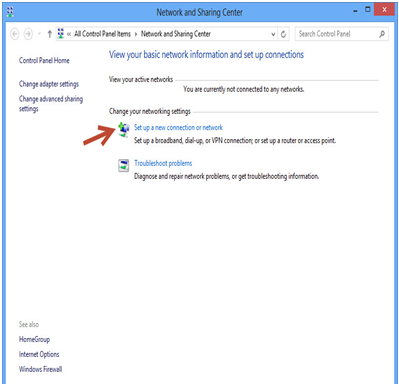 Network and Sharing Center
« All Control Panel Items › Network and Sharing Center
Search Control Panel
Control Panel Home
Change adapter settings
Change advanced sharing
settings
View your basic network information and set up connections
View your active networks
You are currently not connected to any networks.
Change your networking settings
Set up a new connection or network
Set up a broadband, dial-up, or VPN connection; or set up a router or access point.
Troubleshoot problems
Diagnose and repair network problems, or get troubleshooting information.
See also
HomeGroup
Internet Options
Windows Firewall